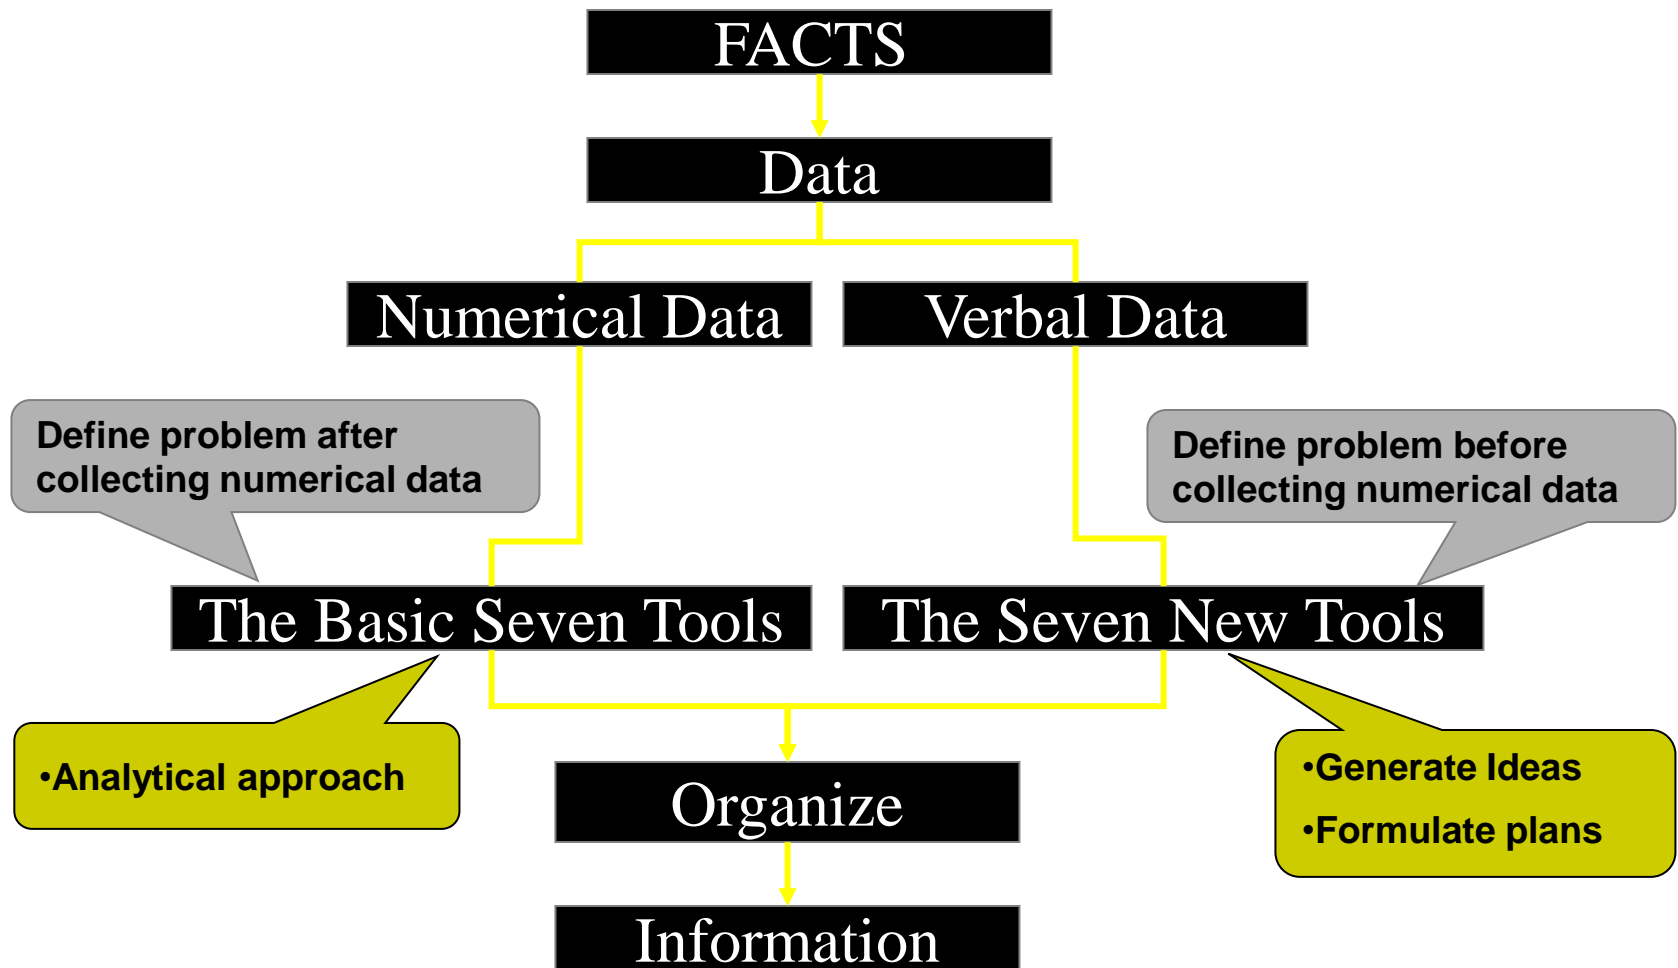 FACTS
Data
Numerical Data
Verbal Data
Define problem after
collecting numerical data
Define problem before
collecting numerical data
The Basic Seven Tools
The Seven New Tools
•Analytical approach
•Generate Ideas
•Formulate plans
Organize
Information